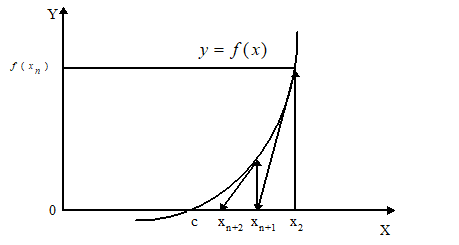 Y
y = f(x)
f(xₙ)
0
c
xₙ₊₂
xₙ₊₁
x₂
X